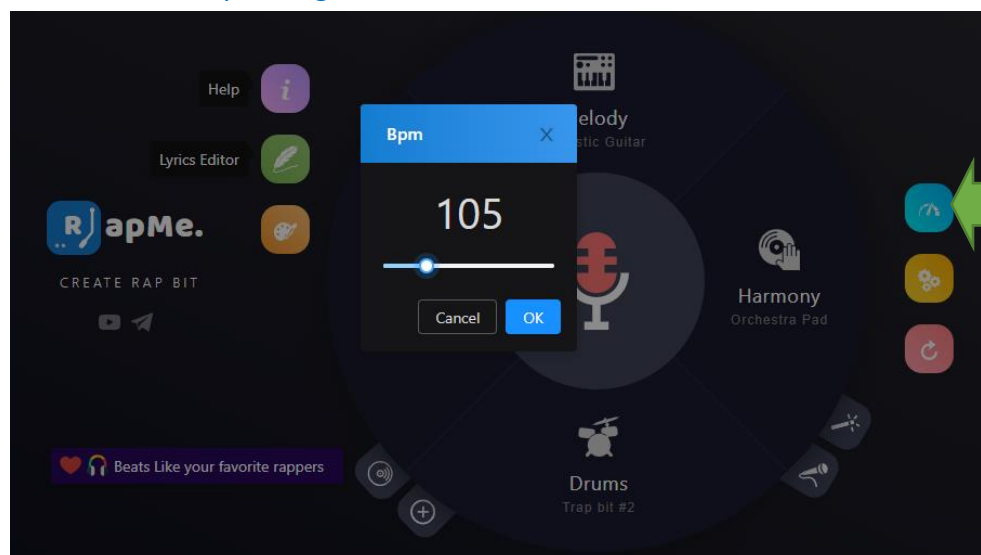 Help
Lyrics Editor
RapMe.
CREATE RAP BIT
Beats Like your favorite rappers
Bpm
X
105
Cancel
OK
elody
stic Guitar
Harmony
Orchestra Pad
Drums
Trap bit #2